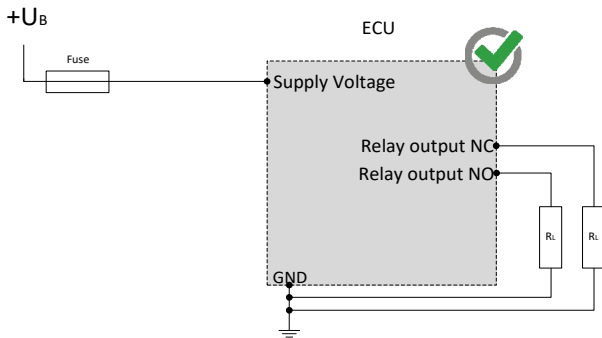 +UB
ECU
Fuse
Supply Voltage
Relay output NC
Relay output NO
RL
RL
GND